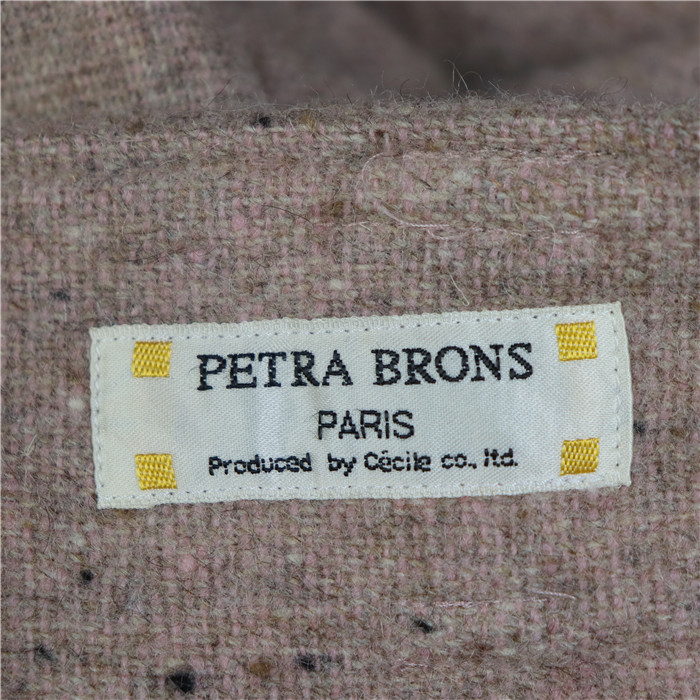 PETRA BRONS
PARIS
Produced by Cécile co., ltd.